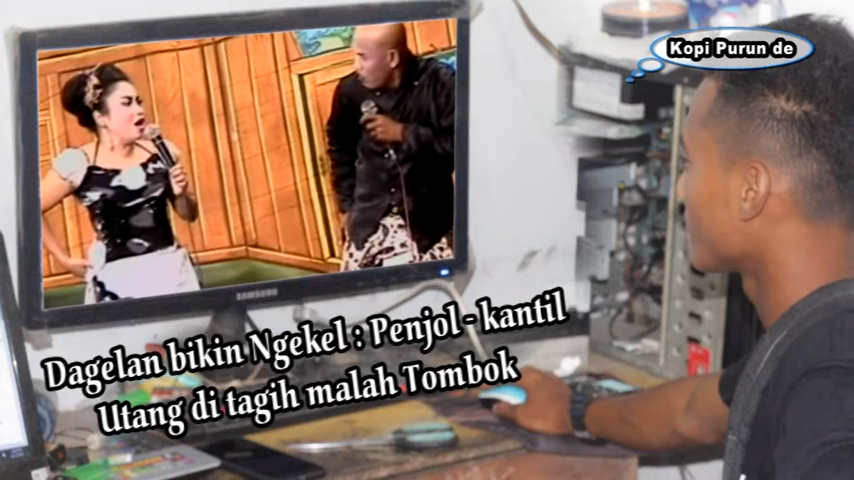 Kopi Purun de
SAMSUNG
Dagelan bikin Ngekel : Penjol - kantil
Utang di tagih malah Tombok